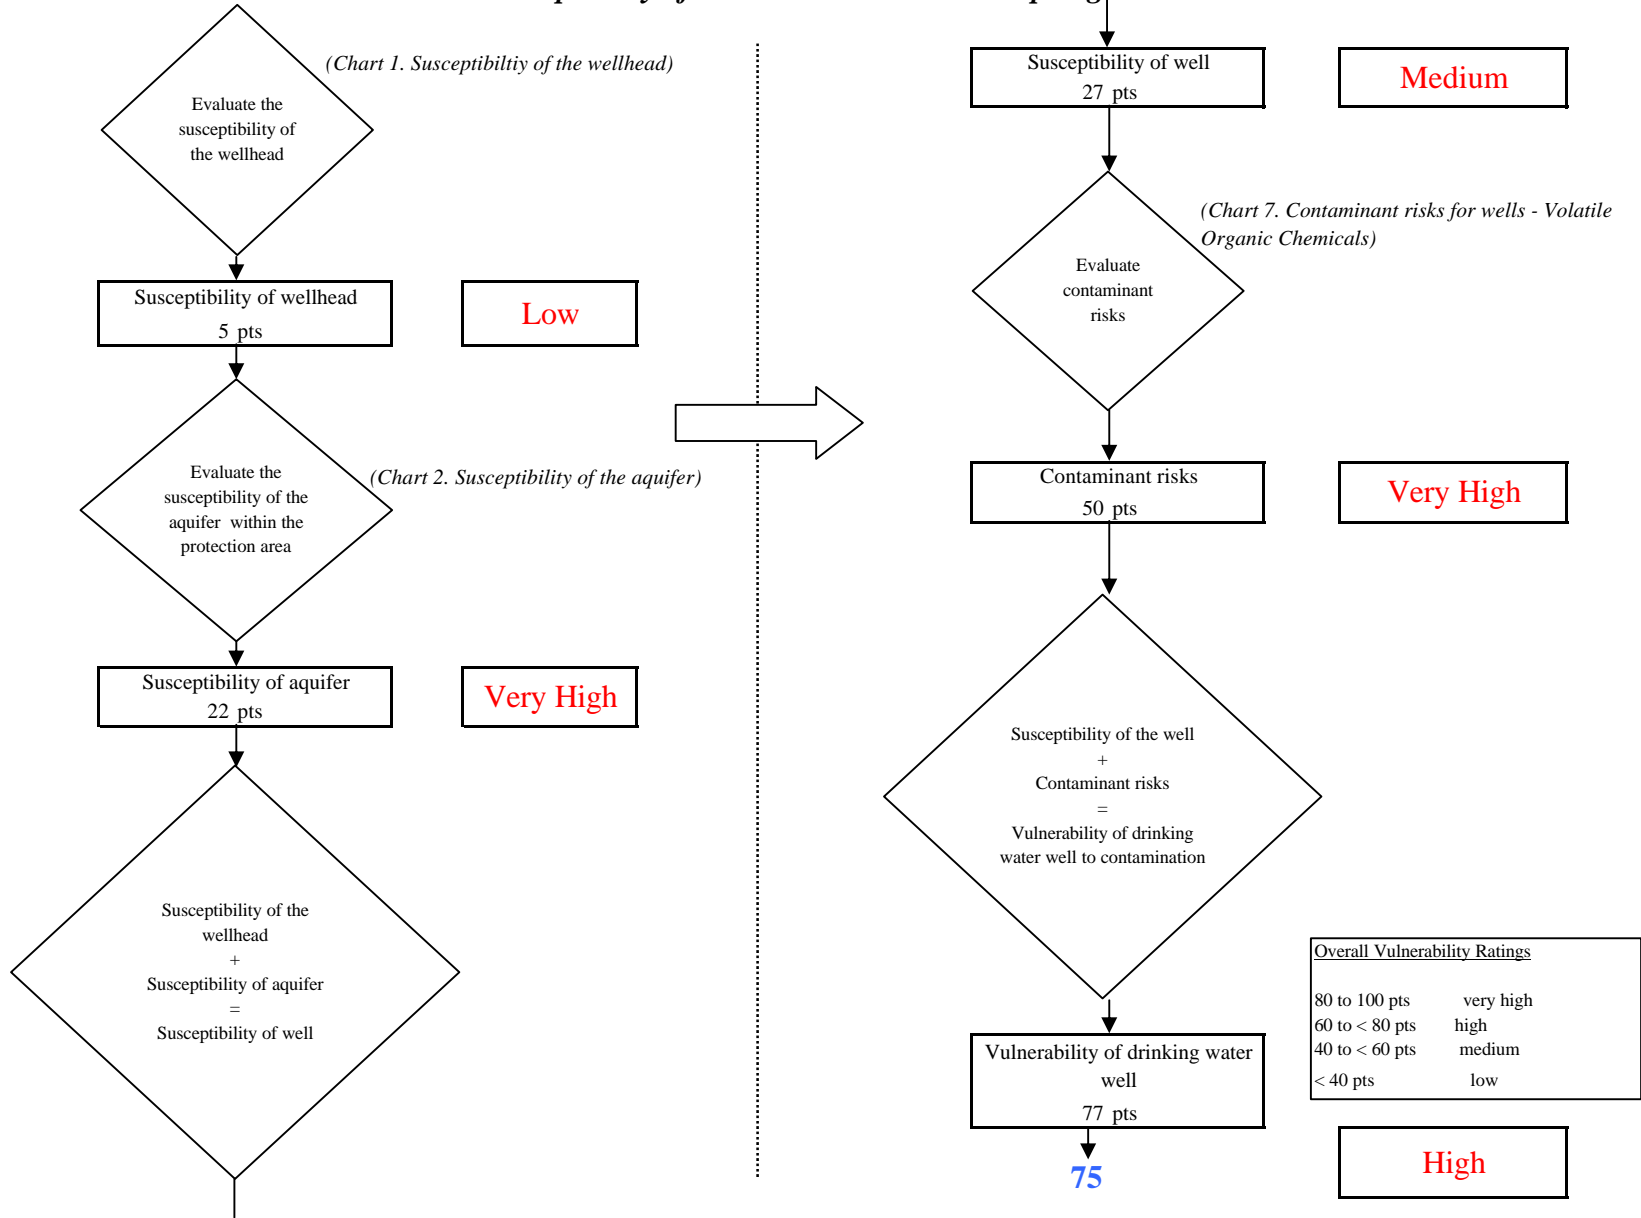 (Chart 1. Susceptibiltiy of the wellhead)
Evaluate the
susceptibility of
the wellhead
Susceptibility of wellhead
5 pts
Low
Evaluate the
susceptibility of the
aquifer within the
protection area
(Chart 2. Susceptibility of the aquifer)
Susceptibility of aquifer
22 pts
Very High
Susceptibility of the
wellhead
+
Susceptibility of aquifer
=
Susceptibility of well
Susceptibility of well
27 pts
Medium
(Chart 7. Contaminant risks for wells - Volatile
Organic Chemicals)
Evaluate
contaminant
risks
Contaminant risks
50 pts
Very High
Susceptibility of the well
+
Contaminant risks
=
Vulnerability of drinking
water well to contamination
Overall Vulnerability Ratings
80 to 100 pts very high
60 to < 80 pts high
40 to < 60 pts medium
< 40 pts low
Vulnerability of drinking water
well
77 pts
75
High